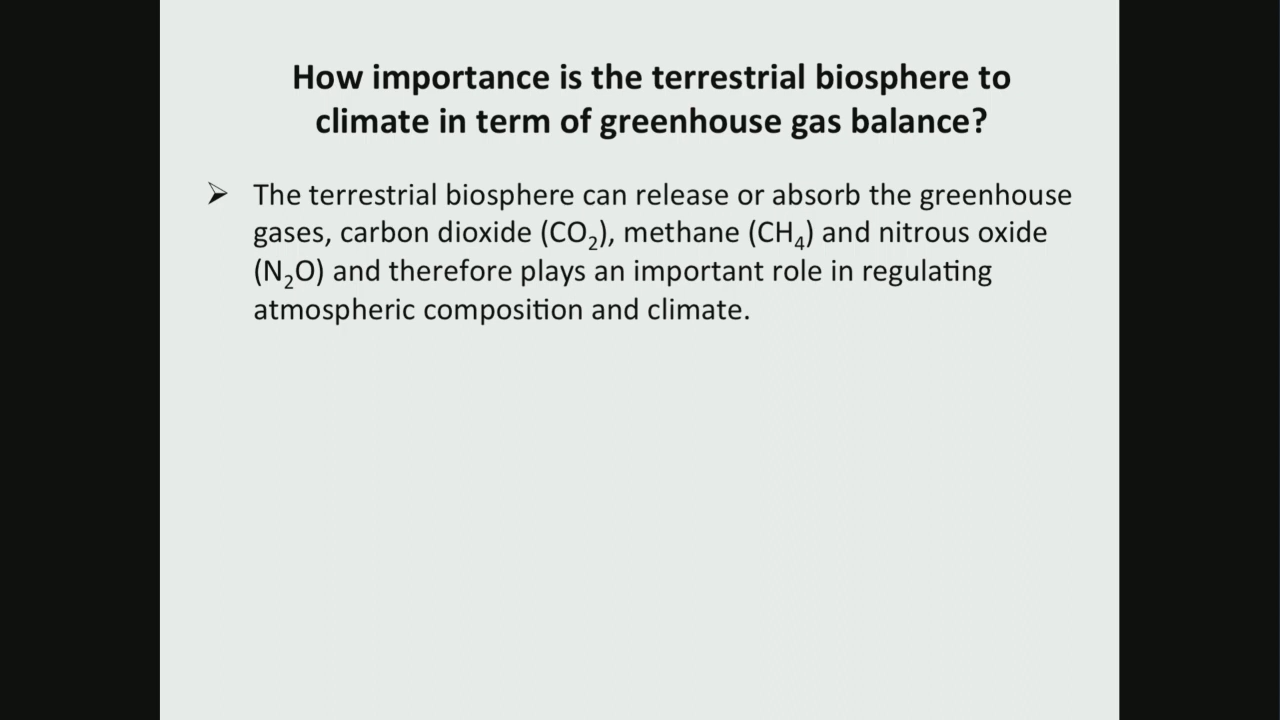 How importance is the terrestrial biosphere to
climate in term of greenhouse gas balance?
➢ The terrestrial biosphere can release or absorb the greenhouse
gases, carbon dioxide (CO₂), methane (CH₄) and nitrous oxide
(N₂O) and therefore plays an important role in regulating
atmospheric composition and climate.